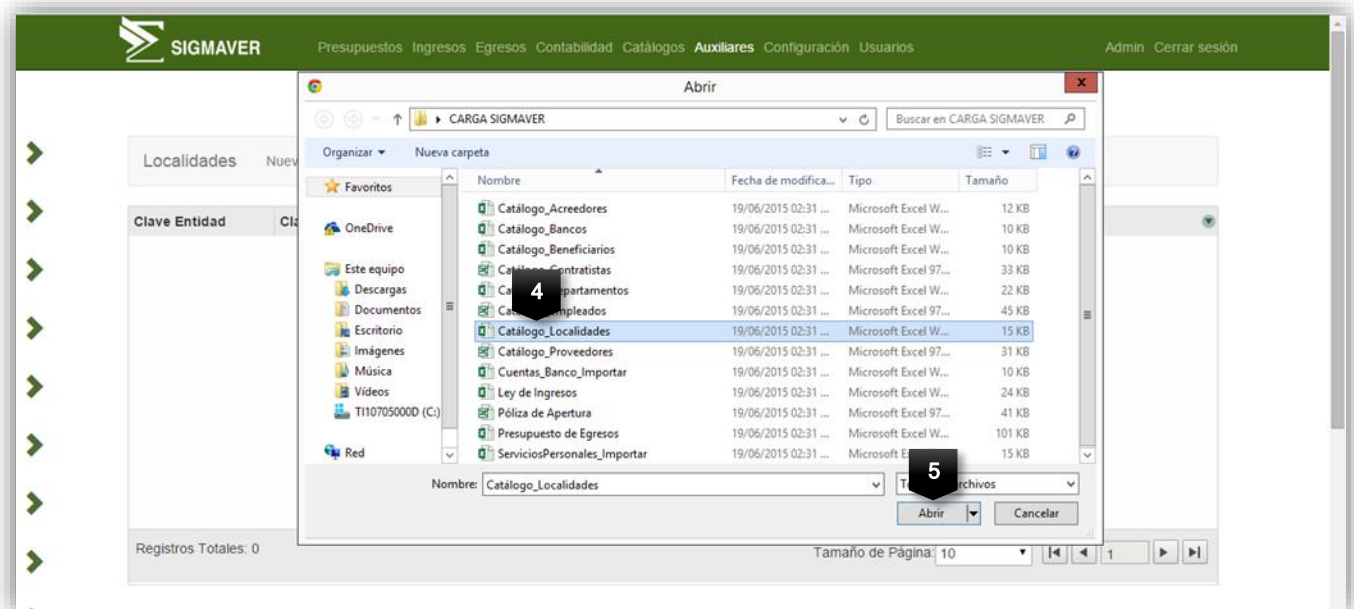 SIGMAVER
Presupuestos Ingresos Egresos Contabilidad Catálogos Auxiliares Configuración Usuarios
Admin Cerrar sesión
Abrir
x
CARGA SIGMAVER
Buscar en CARGA SIGMAVER
Organizar
Nueva carpeta
Localidades
Favoritos
OneDrive
Este equipo
Descargas
Documentos
Escritorio
Imágenes
Música
Vídeos
TI10705000D (C:)
Red
Nombre Fecha de modifica... Tipo Tamaño
Catálogo_Acreedores 19/06/2015 02:31 ... Microsoft Excel W... 12 KB
Catálogo_Bancos 19/06/2015 02:31 ... Microsoft Excel W... 10 KB
Catálogo_Beneficiarios 19/06/2015 02:31 ... Microsoft Excel W... 10 KB
19/06/2015 02:31 ... Microsoft Excel 97... 33 KB
19/06/2015 02:31 ... Microsoft Excel W... 22 KB
19/06/2015 02:31 ... Microsoft Excel 97... 45 KB
Catálogo_Localidades 19/06/2015 02:31 ... Microsoft Excel W... 15 KB
Catálogo_Proveedores 19/06/2015 02:31 ... Microsoft Excel 97... 31 KB
Cuentas_Banco_Importar 19/06/2015 02:31 ... Microsoft Excel W... 10 KB
Ley de Ingresos 19/06/2015 02:31 ... Microsoft Excel W... 24 KB
Póliza de Apertura 19/06/2015 02:31 ... Microsoft Excel 97... 41 KB
Presupuesto de Egresos 19/06/2015 02:31 ... Microsoft Excel W... 101 KB
ServiciosPersonales_Importar 19/06/2015 02:31 ... Microsoft 15 KB
4
5
Clave Entidad
Nombre: Catálogo_Localidades
Abrir
Cancelar
Registros Totales: 0
Tamaño de Página: 10
1